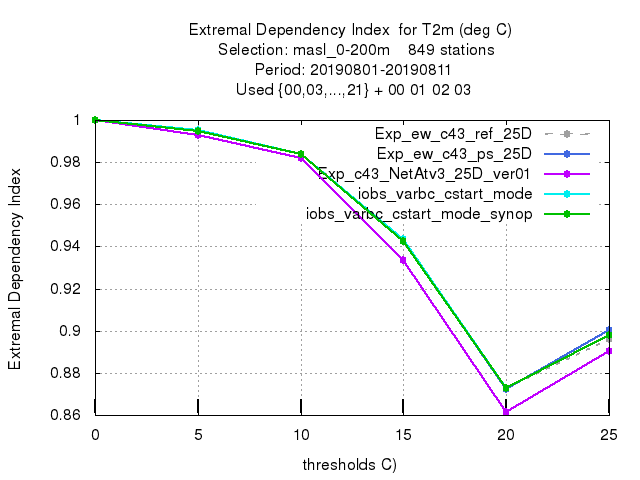 Extremal Dependency Index for T2m (deg C)
Selection: masl_0-200m 849 stations
Period: 20190801-20190811
Used {00,03,...,21} + 00 01 02 03
Exp_ew_c43_ref_25D
Exp_ew_c43_ps_25D
Exp_c43_NetAtv3_25D_ver01
iobs_varbc_cstart_mode
iobs_varbc_cstart_mode_synop
Extremal Dependency Index
1
0.98
0.96
0.94
0.92
0.9
0.88
0.86
0 5 10 15 20 25
thresholds C)